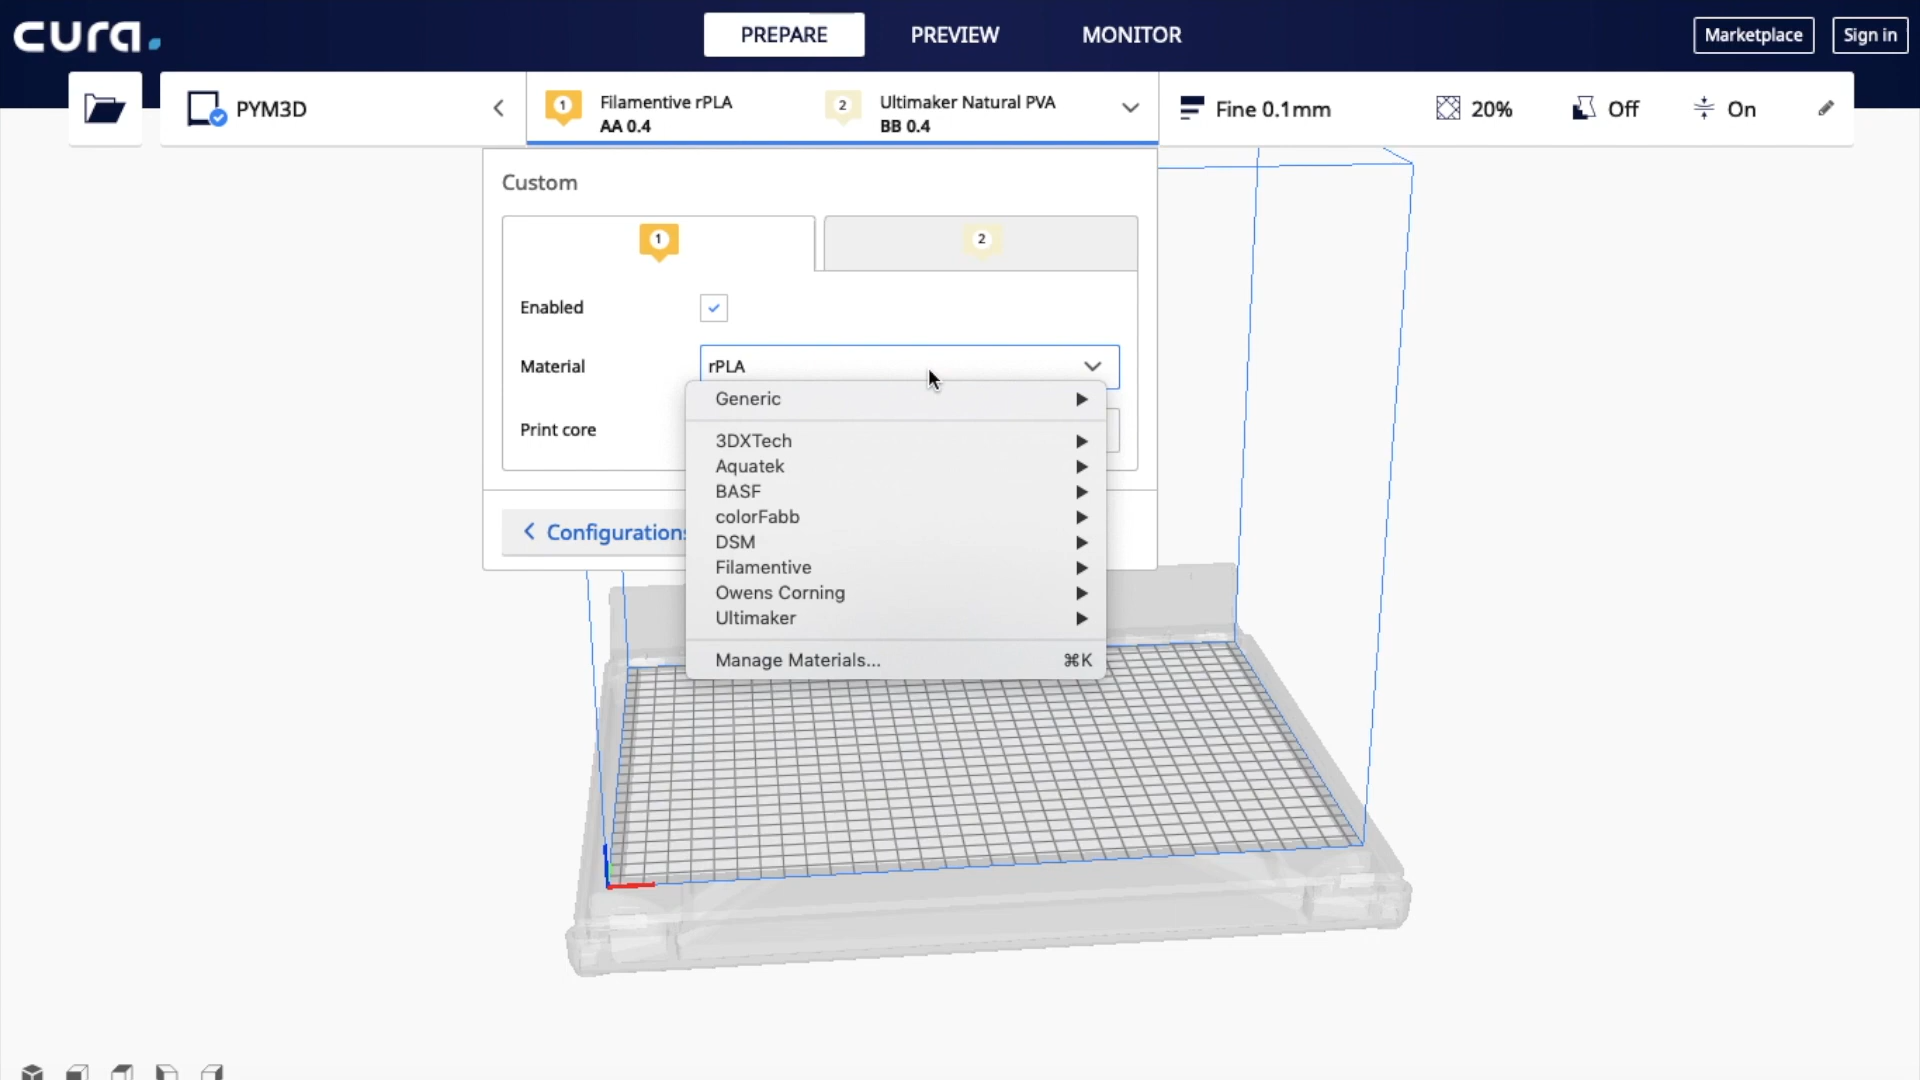 cura.
PREPARE
PREVIEW
MONITOR
Marketplace
Sign in
PYM3D
1
Filamentive rPLA
AA 0.4
2
Ultimaker Natural PVA
BB 0.4
Fine 0.1mm
20%
Off
On
Custom
1
2
Enabled
Material
rPLA
Print core
Configurations
Generic
3DXTech
Aquatek
BASF
colorFabb
DSM
Filamentive
Owens Corning
Ultimaker
Manage Materials...
⌘K